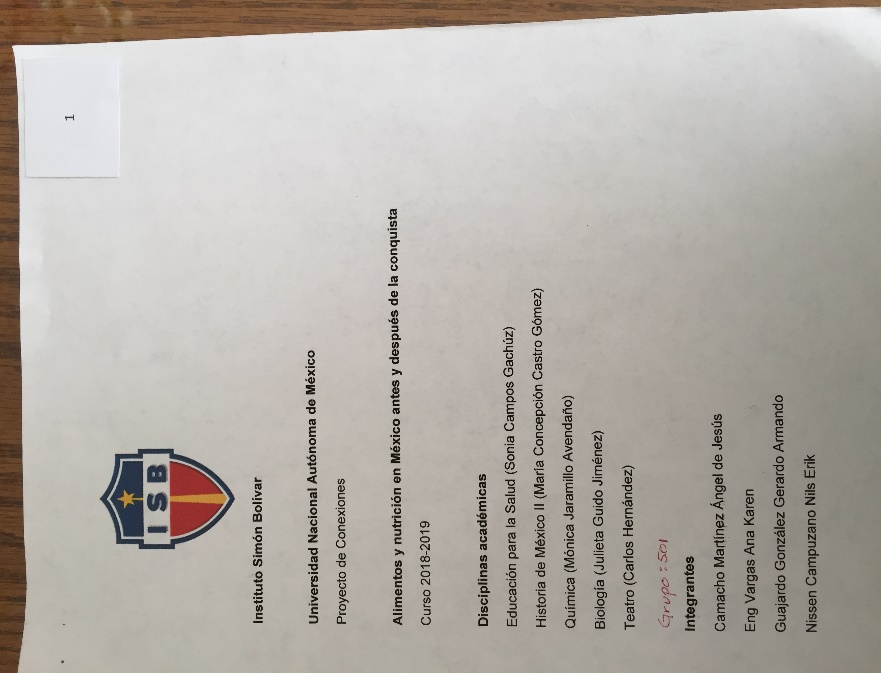 1
ISB
Instituto Simón Bolivar
Universidad Nacional Autónoma de México
Proyecto de Conexiones
Alimentos y nutrición en México antes y después de la conquista
Curso 2018-2019
Disciplinas académicas
Educación para la Salud (Sonia Campos Gachúz)
Historia de México II (María Concepción Castro Gómez)
Química (Mónica Jaramillo Avendaño)
Biología (Julieta Guido Jiménez)
Teatro (Carlos Hernández)
Grupo: 501
Integrantes
Camacho Martínez Ángel de Jesús
Eng Vargas Ana Karen
Guajardo González Gerardo Armando
Nissen Campuzano Nils Erik